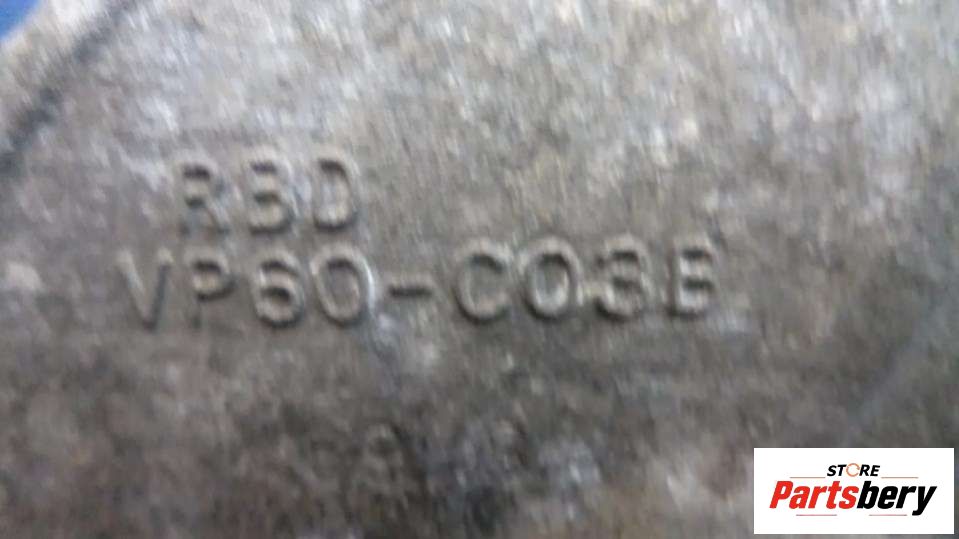 RBD
VP60-C03B
STORE
Partsbery